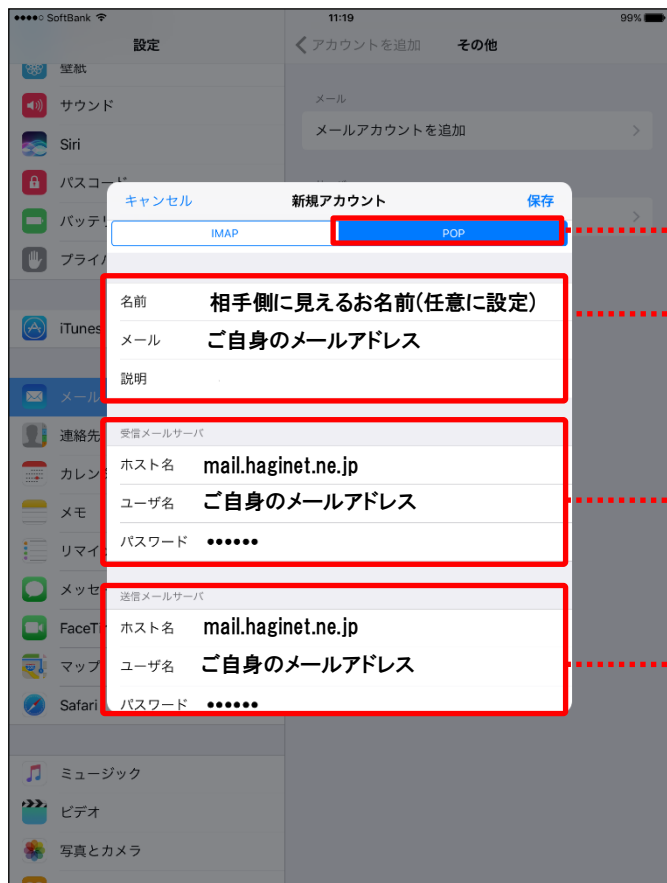 SoftBank 11:19 99%
設定
アカウントを追加 その他
壁紙
サウンド
Siri
パスコード
バッテリ
プライ
iTunes
メール
連絡先
カレン
メモ
リマイ
メッセ
FaceTi
マップ
Safari
ミュージック
ビデオ
写真とカメラ
メール
メールアカウントを追加
キャンセル 新規アカウント 保存
IMAP POP
名前 相手側に見えるお名前(任意に設定)
メール ご自身のメールアドレス
説明
受信メールサーバ
ホスト名 mail.haginet.ne.jp
ユーザ名 ご自身のメールアドレス
パスワード ••••••
送信メールサーバ
ホスト名 mail.haginet.ne.jp
ユーザ名 ご自身のメールアドレス
パスワード ••••••